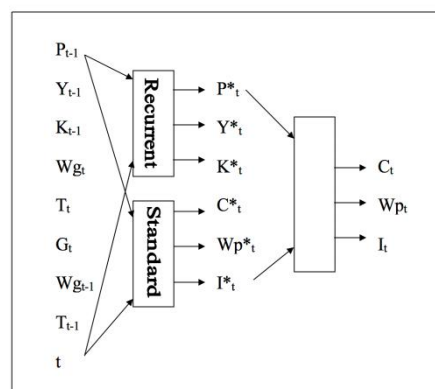 P_{t-1}
Y_{t-1}
K_{t-1}
Wg_t
T_t
G_t
Wg_{t-1}
T_{t-1}
t
Recurrent
Standard
P*_t
Y*_t
K*_t
C*_t
Wp*_t
I*_t
C_t
Wp_t
I_t